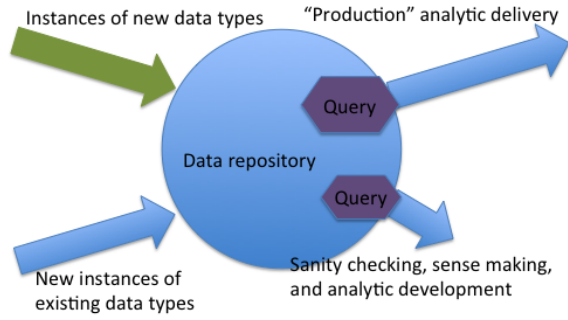 Instances of new data types
“Production” analytic delivery
Query
Data repository
Query
New instances of
existing data types
Sanity checking, sense making,
and analytic development